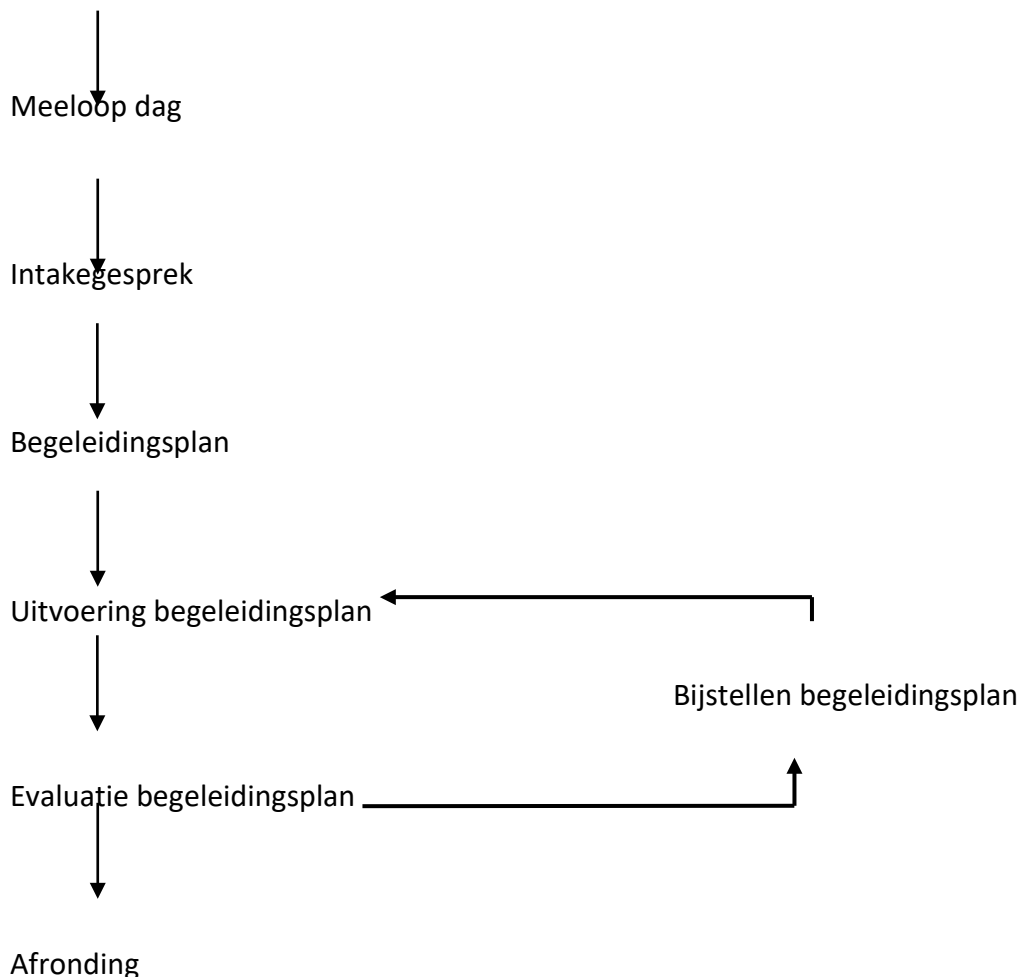 Meeloop dag
Intakegesprek
Begeleidingsplan
Uitvoering begeleidingsplan
Bijstellen begeleidingsplan
Evaluatie begeleidingsplan
Afronding